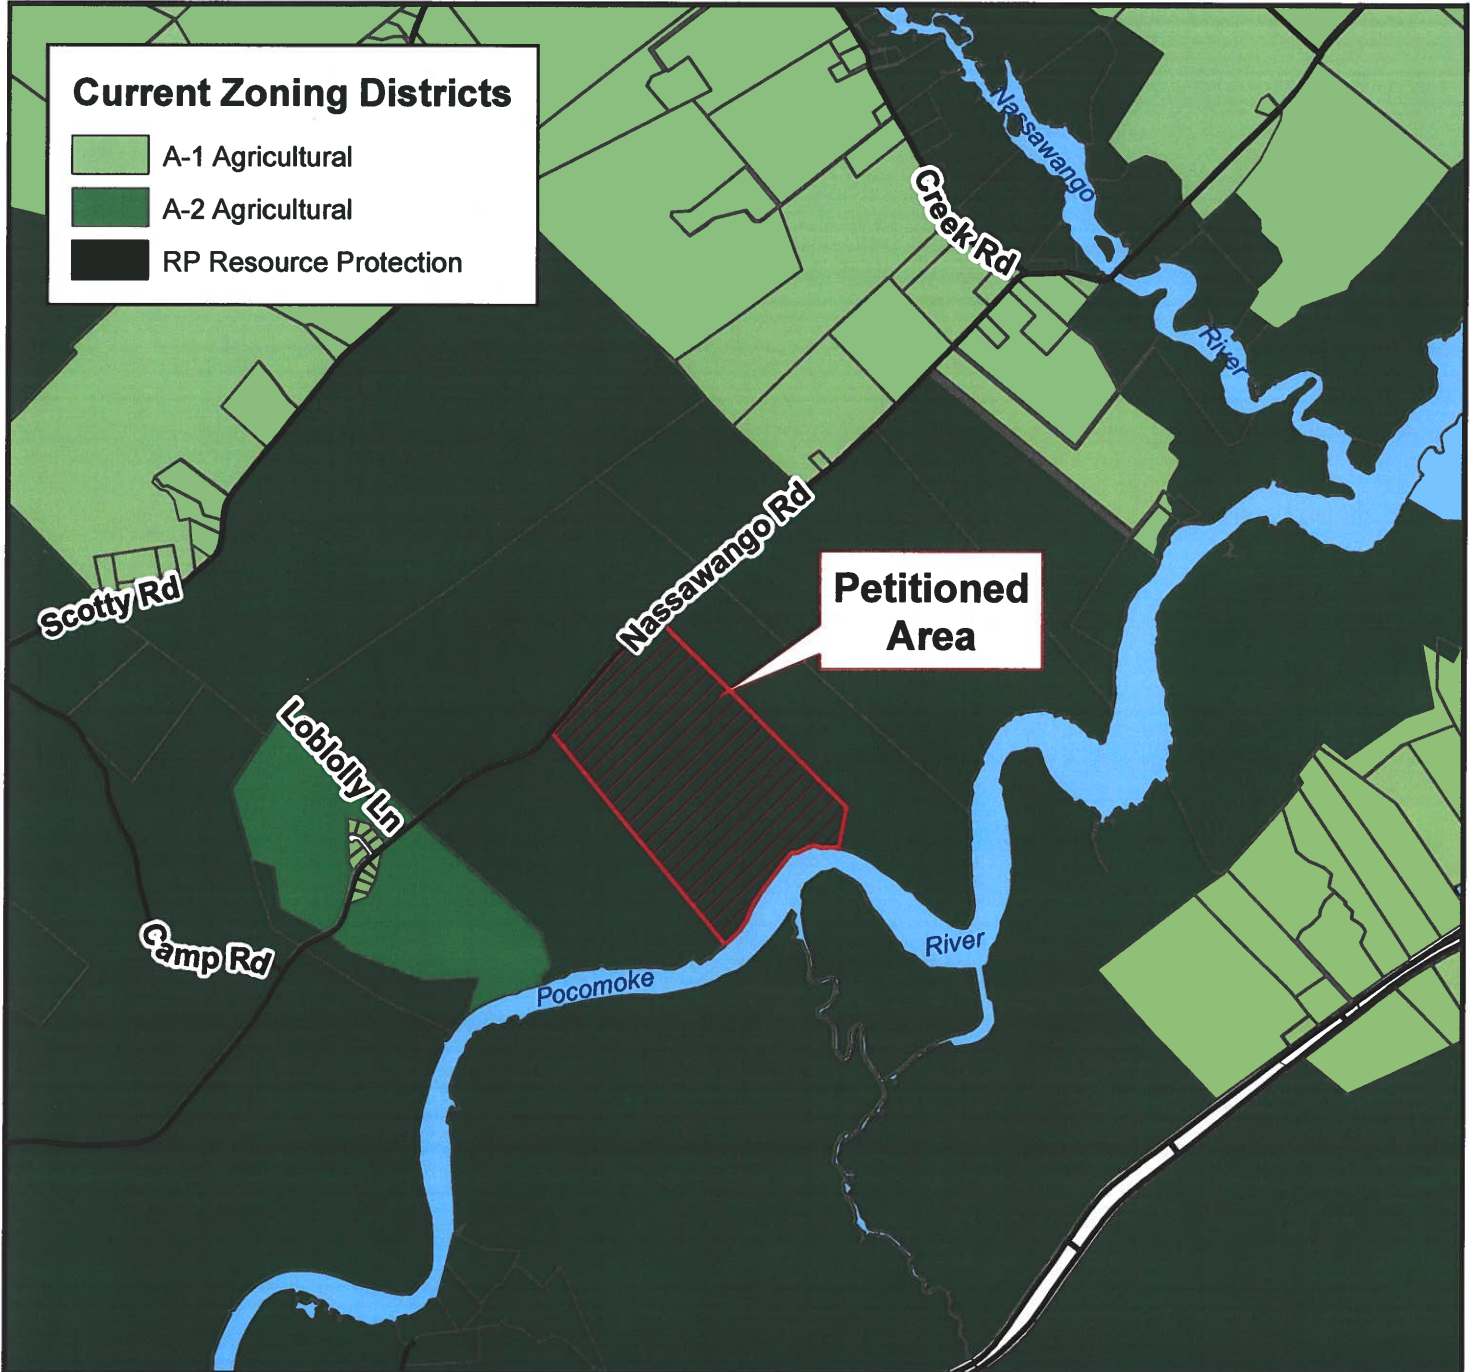 Current Zoning Districts
A-1 Agricultural
A-2 Agricultural
RP Resource Protection
Nassawango
Creek Rd
River
Nassawango Rd
Petitioned
Area
Scotty Rd
Loblolly Ln
Camp Rd
River
Pocomoke